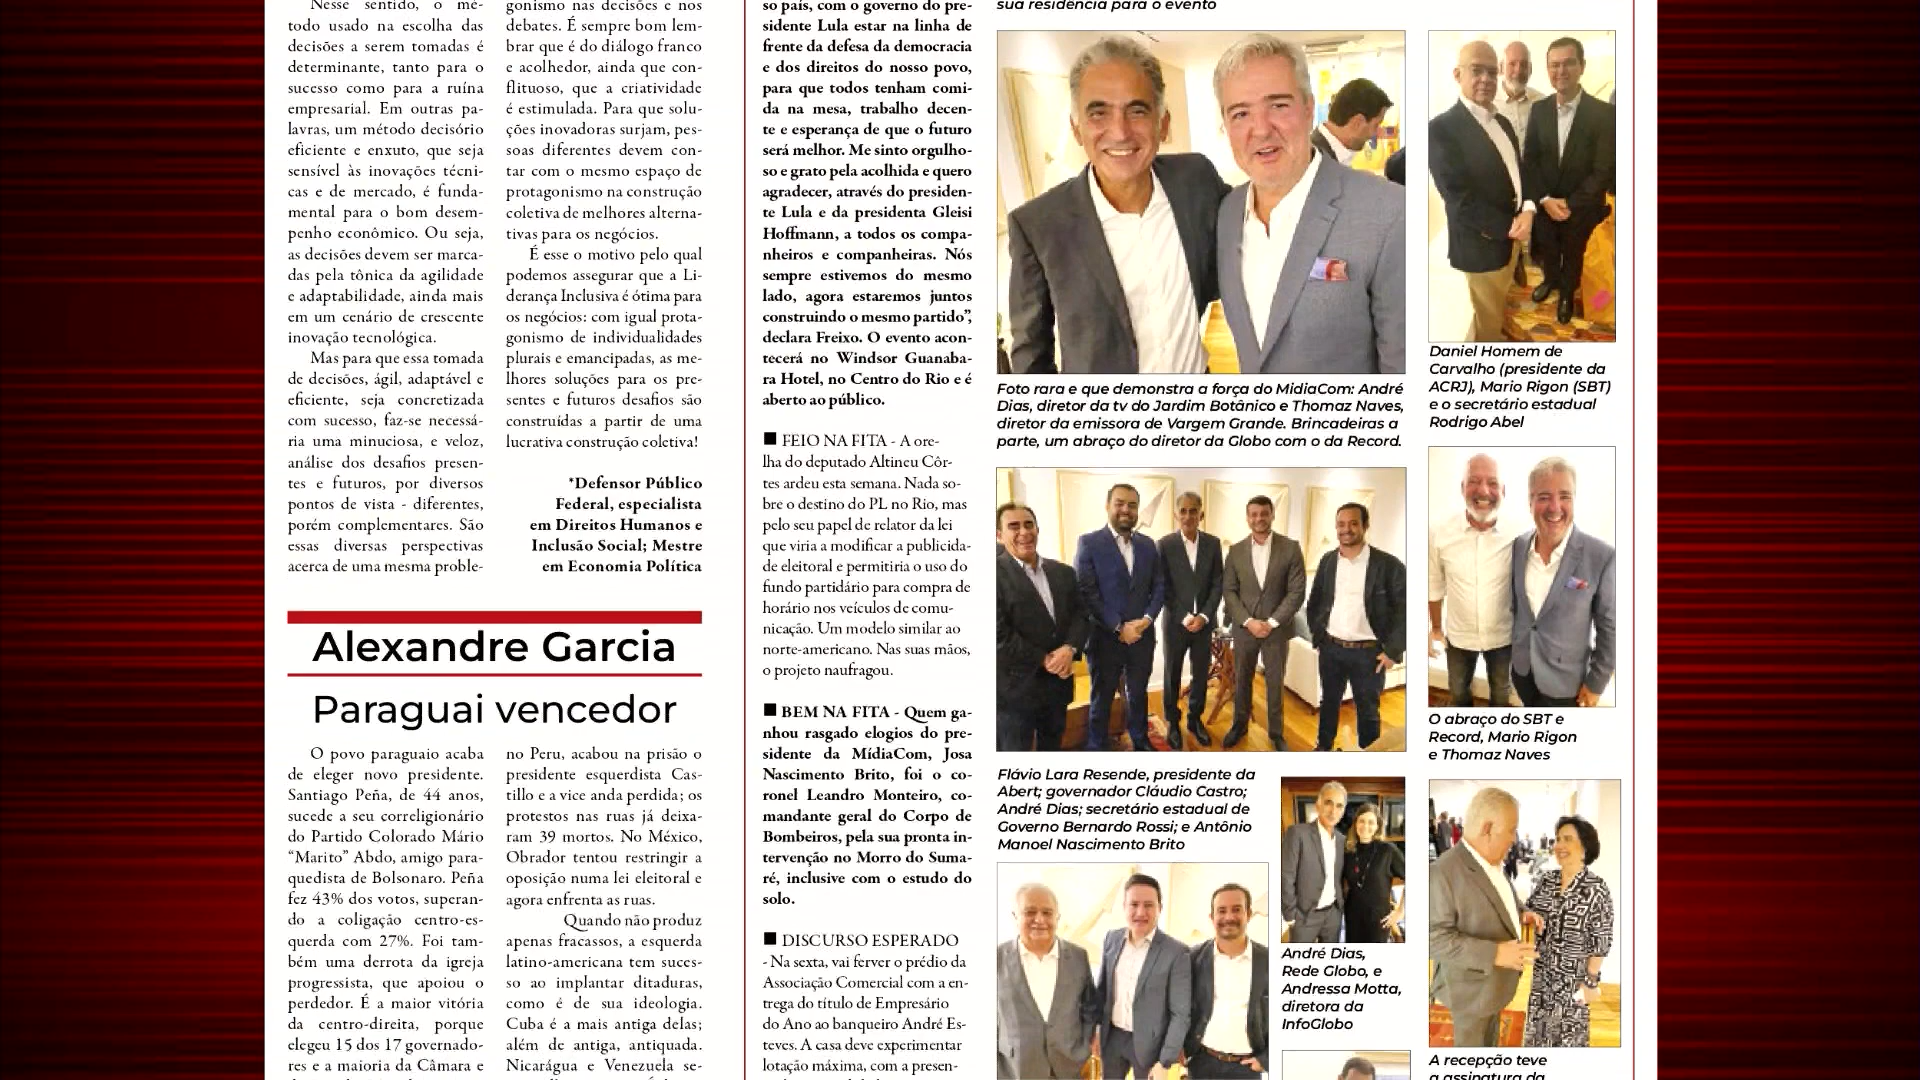 Nesse sentido, o mé-
todo usado na escolha das
decisões a serem tomadas é
determinante, tanto para o
sucesso como para a ruína
empresarial. Em outras pa-
lavras, um método decisório
eficiente e enxuto, que seja
sensível às inovações técni-
cas e de mercado, é funda-
mental para o bom desem-
penho econômico. Ou seja,
as decisões devem ser marca-
das pela tônica da agilidade
e adaptabilidade, ainda mais
em um cenário de crescente
inovação tecnológica.
Mas para que essa tomada
de decisões, ágil, adaptável e
eficiente, seja concretizada
com sucesso, faz-se necessá-
ria uma minuciosa, e veloz,
análise dos desafios presen-
tes e futuros, por diversos
pontos de vista - diferentes,
porém complementares. São
essas diversas perspectivas
acerca de uma mesma proble-
gonismo nas decisões e nos
debates. É sempre bom lem-
brar que é do diálogo franco
e acolhedor, ainda que con-
flituoso, que a criatividade
é estimulada. Para que solu-
ções inovadoras surjam, pes-
soas diferentes devem con-
tar com o mesmo espaço de
protagonismo na construção
coletiva de melhores alterna-
tivas para os negócios.
É esse o motivo pelo qual
podemos assegurar que a Li-
derança Inclusiva é ótima para
os negócios: com igual prota-
gonismo de individualidades
plurais e emancipadas, as me-
lhores soluções para os pre-
sentes e futuros desafios são
construídas a partir de uma
lucrativa construção coletiva!
*Defensor Público
Federal, especialista
em Direitos Humanos e
Inclusão Social; Mestre
em Economia Política
Alexandre Garcia
Paraguai vencedor
O povo paraguaio acaba
de eleger novo presidente.
Santiago Peña, de 44 anos,
sucede a seu correligionário
do Partido Colorado Mário
“Marito” Abdo, amigo para-
quedista de Bolsonaro. Peña
fez 43% dos votos, superan-
do a coligação centro-es-
querda com 27%. Foi tam-
bém uma derrota da igreja
progressista, que apoiou o
perdedor. É a maior vitória
da centro-direita, porque
elegeu 15 dos 17 governado-
res e a maioria da Câmara e
no Peru, acabou na prisão o
presidente esquerdista Cas-
tillo e a vice anda perdida; os
protestos nas ruas já deixa-
ram 39 mortos. No México,
Obrador tentou restringir a
oposição numa lei eleitoral e
agora enfrenta as ruas.
Quando não produz
apenas fracassos, a esquerda
latino-americana tem suces-
so ao implantar ditaduras,
como é de sua ideologia.
Cuba é a mais antiga delas;
além de antiga, antiquada.
Nicarágua e Venezuela se-
so país, com o governo do pre-
sidente Lula estar na linha de
frente da defesa da democracia
e dos direitos do nosso povo,
para que todos tenham comi-
da na mesa, trabalho decen-
te e esperança de que o futuro
será melhor. Me sinto orgulho-
so e grato pela acolhida e quero
agradecer, através do presiden-
te Lula e da presidenta Gleisi
Hoffmann, a todos os compa-
nheiros e companheiras. Nós
sempre estivemos do mesmo
lado, agora estaremos juntos
construindo o mesmo partido”,
declara Freixo. O evento acon-
tecerá no Windsor Guanaba-
ra Hotel, no Centro do Rio e é
aberto ao público.
■ FEIO NA FITA - A ore-
lha do deputado Altineu Côr-
tes ardeu esta semana. Nada so-
bre o destino do PL no Rio, mas
pelo seu papel de relator da lei
que viria a modificar a publicida-
de eleitoral e permitiria o uso do
fundo partidário para compra de
horário nos veículos de comu-
nicação. Um modelo similar ao
norte-americano. Nas suas mãos,
o projeto naufragou.
■ BEM NA FITA - Quem ga-
nhou rasgado elogios do pre-
sidente da MídiaCom, Josa
Nascimento Brito, foi o co-
ronel Leandro Monteiro, co-
mandante geral do Corpo de
Bombeiros, pela sua pronta in-
tervenção no Morro do Suma-
ré, inclusive com o estudo do
solo.
■ DISCURSO ESPERADO
- Na sexta, vai ferver o prédio da
Associação Comercial com a en-
trega do título de Empresário
do Ano ao banqueiro André Es-
teves. A casa deve experimentar
lotação máxima, com a presen-
sua residência para o evento
Foto rara e que demonstra a força do MidiaCom: André
Dias, diretor da tv do Jardim Botânico e Thomaz Naves,
diretor da emissora de Vargem Grande. Brincadeiras a
parte, um abraço do diretor da Globo com o da Record.
Flávio Lara Resende, presidente da
Abert; governador Cláudio Castro;
André Dias; secretário estadual de
Governo Bernardo Rossi; e Antônio
Manoel Nascimento Brito
André Dias,
Rede Globo, e
Andressa Motta,
diretora da
InfoGlobo
Daniel Homem de
Carvalho (presidente da
ACRJ), Mario Rigon (SBT)
e o secretário estadual
Rodrigo Abel
O abraço do SBT e
Record, Mario Rigon
e Thomaz Naves
A recepção teve
a assinatura da